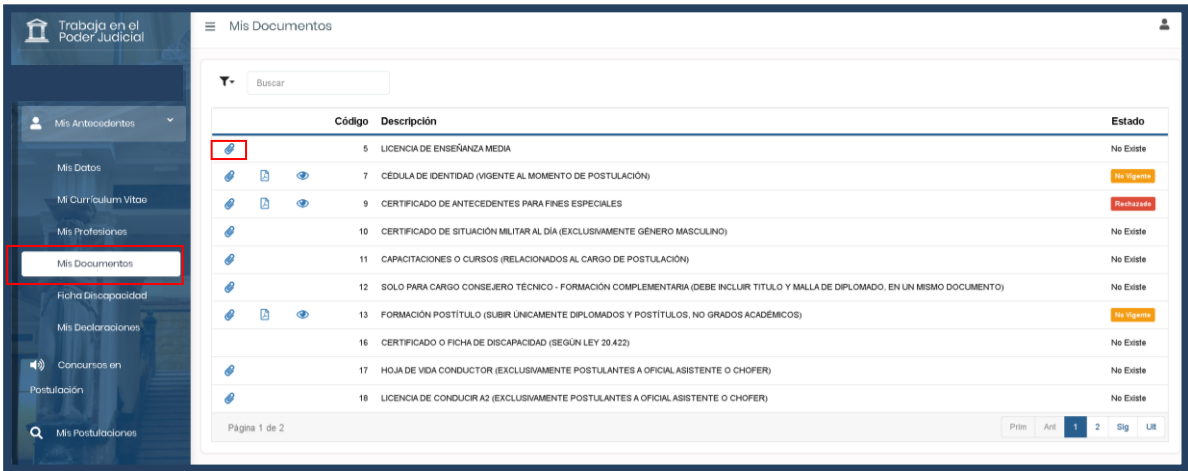 Trabaja en el
Poder Judicial
Mis Documentos
Buscar
Mis Antecedentes
Mis Datos
Mi Currículum Vitae
Mis Profesiones
Mis Documentos
Ficha Discapacidad
Mis Declaraciones
Concursos en
Postulación
Mis Postulaciones
Código Descripción Estado
5 LICENCIA DE ENSEÑANZA MEDIA No Existe
7 CÉDULA DE IDENTIDAD (VIGENTE AL MOMENTO DE POSTULACIÓN) No Vigente
9 CERTIFICADO DE ANTECEDENTES PARA FINES ESPECIALES Rechazado
10 CERTIFICADO DE SITUACIÓN MILITAR AL DÍA (EXCLUSIVAMENTE GÉNERO MASCULINO) No Existe
11 CAPACITACIONES O CURSOS (RELACIONADOS AL CARGO DE POSTULACIÓN) No Existe
12 SOLO PARA CARGO CONSEJERO TÉCNICO - FORMACIÓN COMPLEMENTARIA (DEBE INCLUIR TITULO Y MALLA DE DIPLOMADO, EN UN MISMO DOCUMENTO) No Existe
13 FORMACIÓN POSTÍTULO (SUBIR ÚNICAMENTE DIPLOMADOS Y POSTÍTULOS, NO GRADOS ACADÉMICOS) No Vigente
16 CERTIFICADO O FICHA DE DISCAPACIDAD (SEGÚN LEY 20.422) No Existe
17 HOJA DE VIDA CONDUCTOR (EXCLUSIVAMENTE POSTULANTES A OFICIAL ASISTENTE O CHOFER) No Existe
18 LICENCIA DE CONDUCIR A2 (EXCLUSIVAMENTE POSTULANTES A OFICIAL ASISTENTE O CHOFER) No Existe
Página 1 de 2 Prim Ant 1 2 Sig Ult